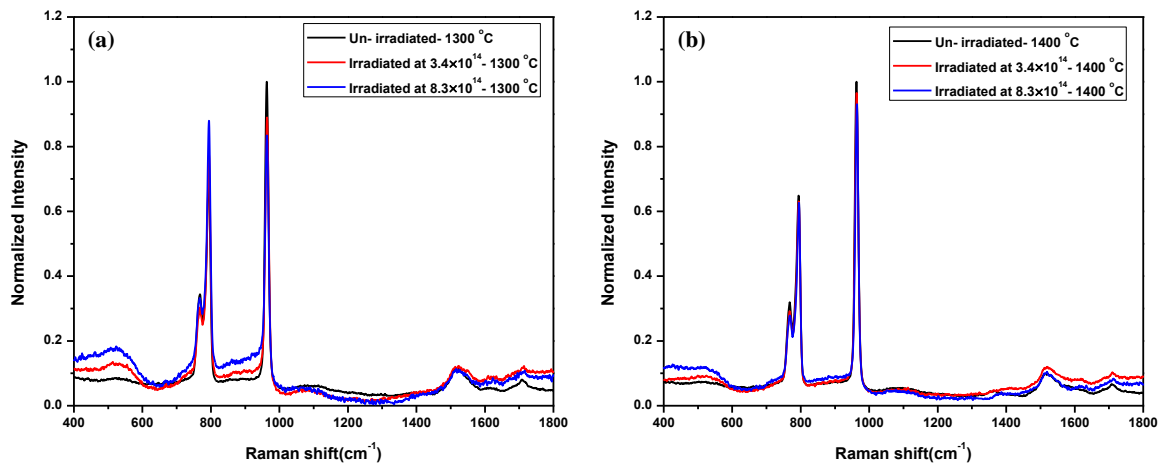 (a)
Un- irradiated- 1300 °C
Irradiated at 3.4×10¹⁴- 1300 °C
Irradiated at 8.3×10¹⁴- 1300 °C
Normalized Intensity
1.2
1.0
0.8
0.6
0.4
0.2
0.0
400 600 800 1000 1200 1400 1600 1800
Raman shift(cm⁻¹)
(b)
Un- irradiated- 1400 °C
Irradiated at 3.4×10¹⁴- 1400 °C
Irradiated at 8.3×10¹⁴- 1400 °C
Normalized Intensity
1.2
1.0
0.8
0.6
0.4
0.2
0.0
400 600 800 1000 1200 1400 1600 1800
Raman shift(cm⁻¹)